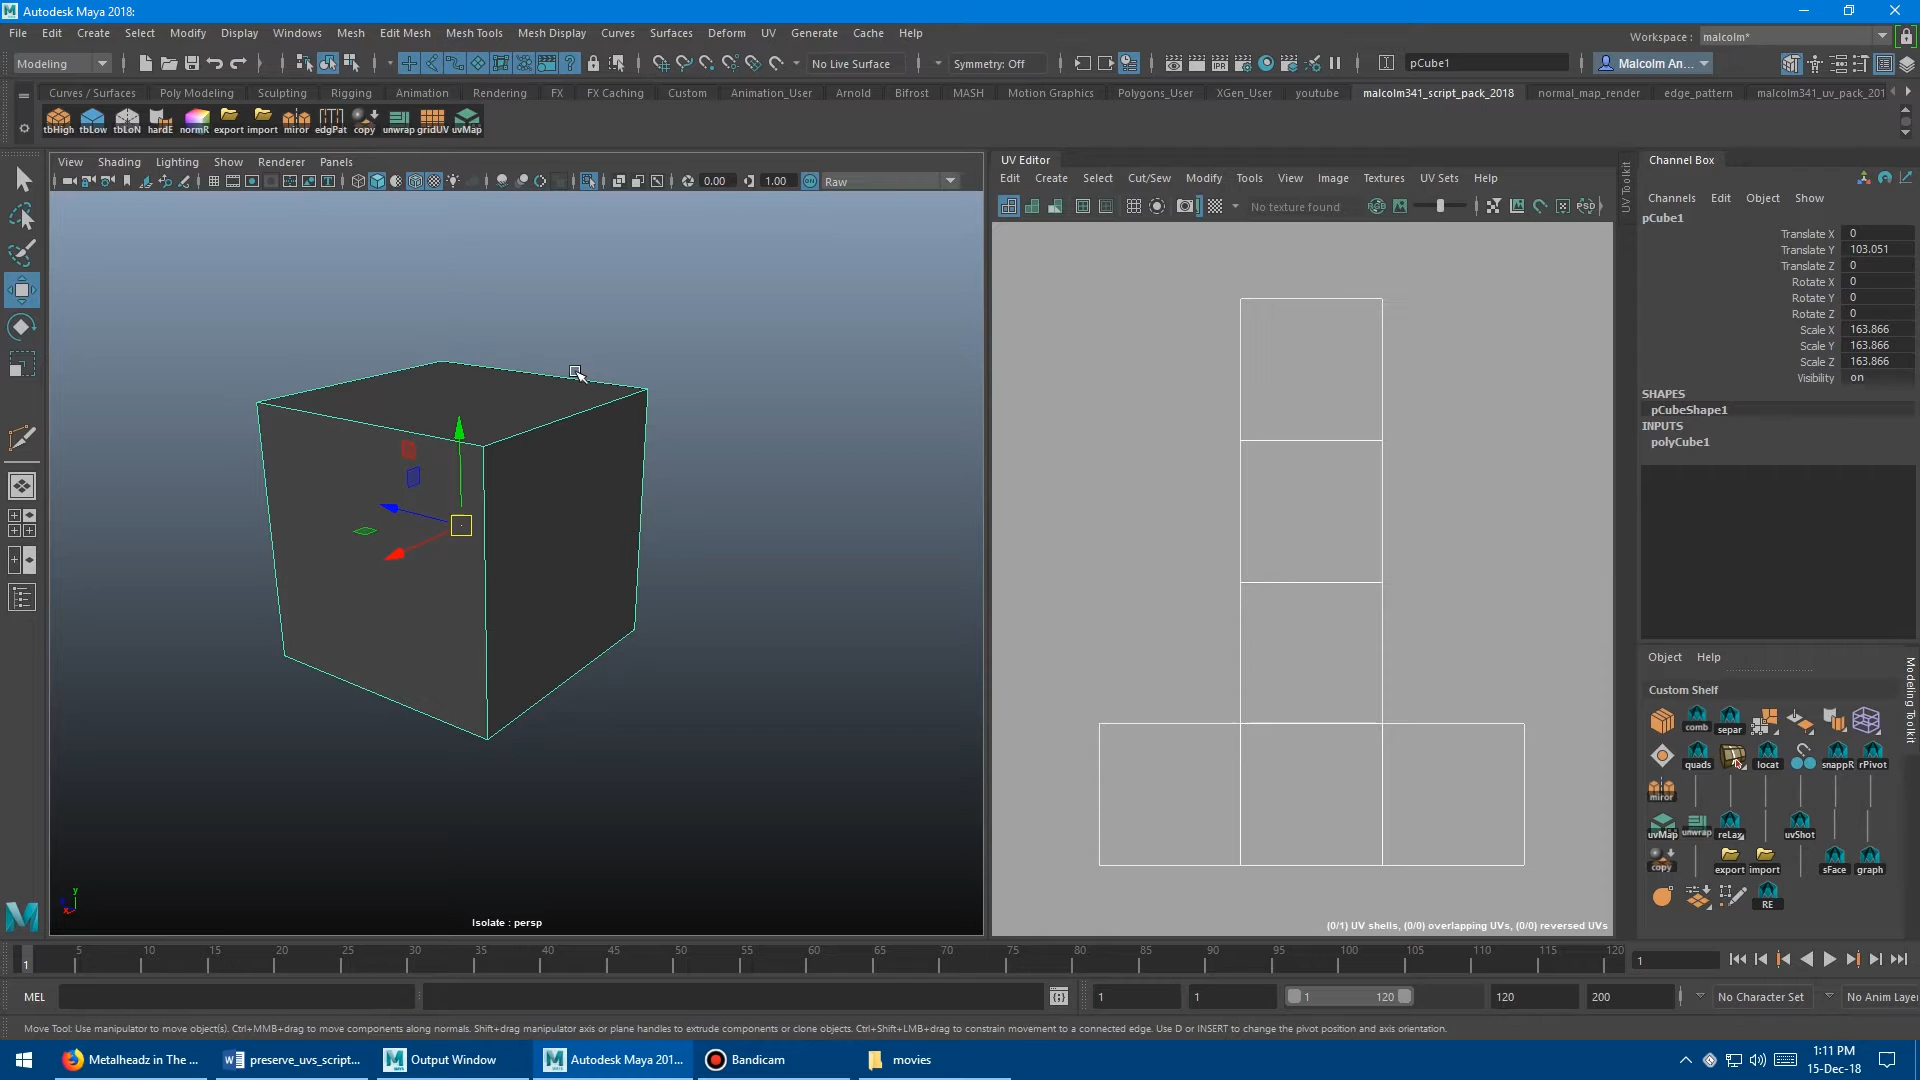 Autodesk Maya 2018:
File Edit Create Select Modify Display Windows Mesh Edit Mesh Mesh Tools Mesh Display Curves Surfaces Deform UV Generate Cache Help
Workspace : malcolm*
Modeling No Live Surface Symmetry: Off pCube1 Malcolm An...
Curves / Surfaces Poly Modeling Sculpting Rigging Animation Rendering FX FX Caching Custom Animation_User Arnold Bifrost MASH Motion Graphics Polygons_User XGen_User youtube malcolm341_script_pack_2018 normal_map_render edge_pattern malcolm341_uv_pack_201
tbHigh tbLow tbLoN hardE normR export import miror edgPat copy unwrap gridUV uvMap
View Shading Lighting Show Renderer Panels
0.00 1.00 Raw
Isolate : persp
y
x
UV Editor
Edit Create Select Cut/Sew Modify Tools View Image Textures UV Sets Help
No texture found RGB PSD
(0/1) UV shells, (0/0) overlapping UVs, (0/0) reversed UVs
UV Toolkit
Channel Box
Channels Edit Object Show
pCube1
Translate X 0
Translate Y 103.051
Translate Z 0
Rotate X 0
Rotate Y 0
Rotate Z 0
Scale X 163.866
Scale Y 163.866
Scale Z 163.866
Visibility on
SHAPES
pCubeShape1
INPUTS
polyCube1
Object Help
Modeling Toolkit
Custom Shelf
comb separ
quads locat snappR rPivot
miror
uvMap unwrap reLax uvShot
copy export import sFace graph
RE
5 10 15 20 25 30 35 40 45 50 55 60 65 70 75 80 85 90 95 100 105 110 115 120
1 1
MEL 1 1 1 120 120 200 No Character Set No Anim Layer
Move Tool: Use manipulator to move object(s). Ctrl+MMB+drag to move components along normals. Shift+drag manipulator axis or plane handles to extrude components or clone objects. Ctrl+Shift+LMB+drag to constrain movement to a connected edge. Use D or INSERT to change the pivot position and axis orientation.
Metalheadz in The ... preserve_uvs_script... Output Window Autodesk Maya 201... Bandicam movies
1:11 PM
15-Dec-18